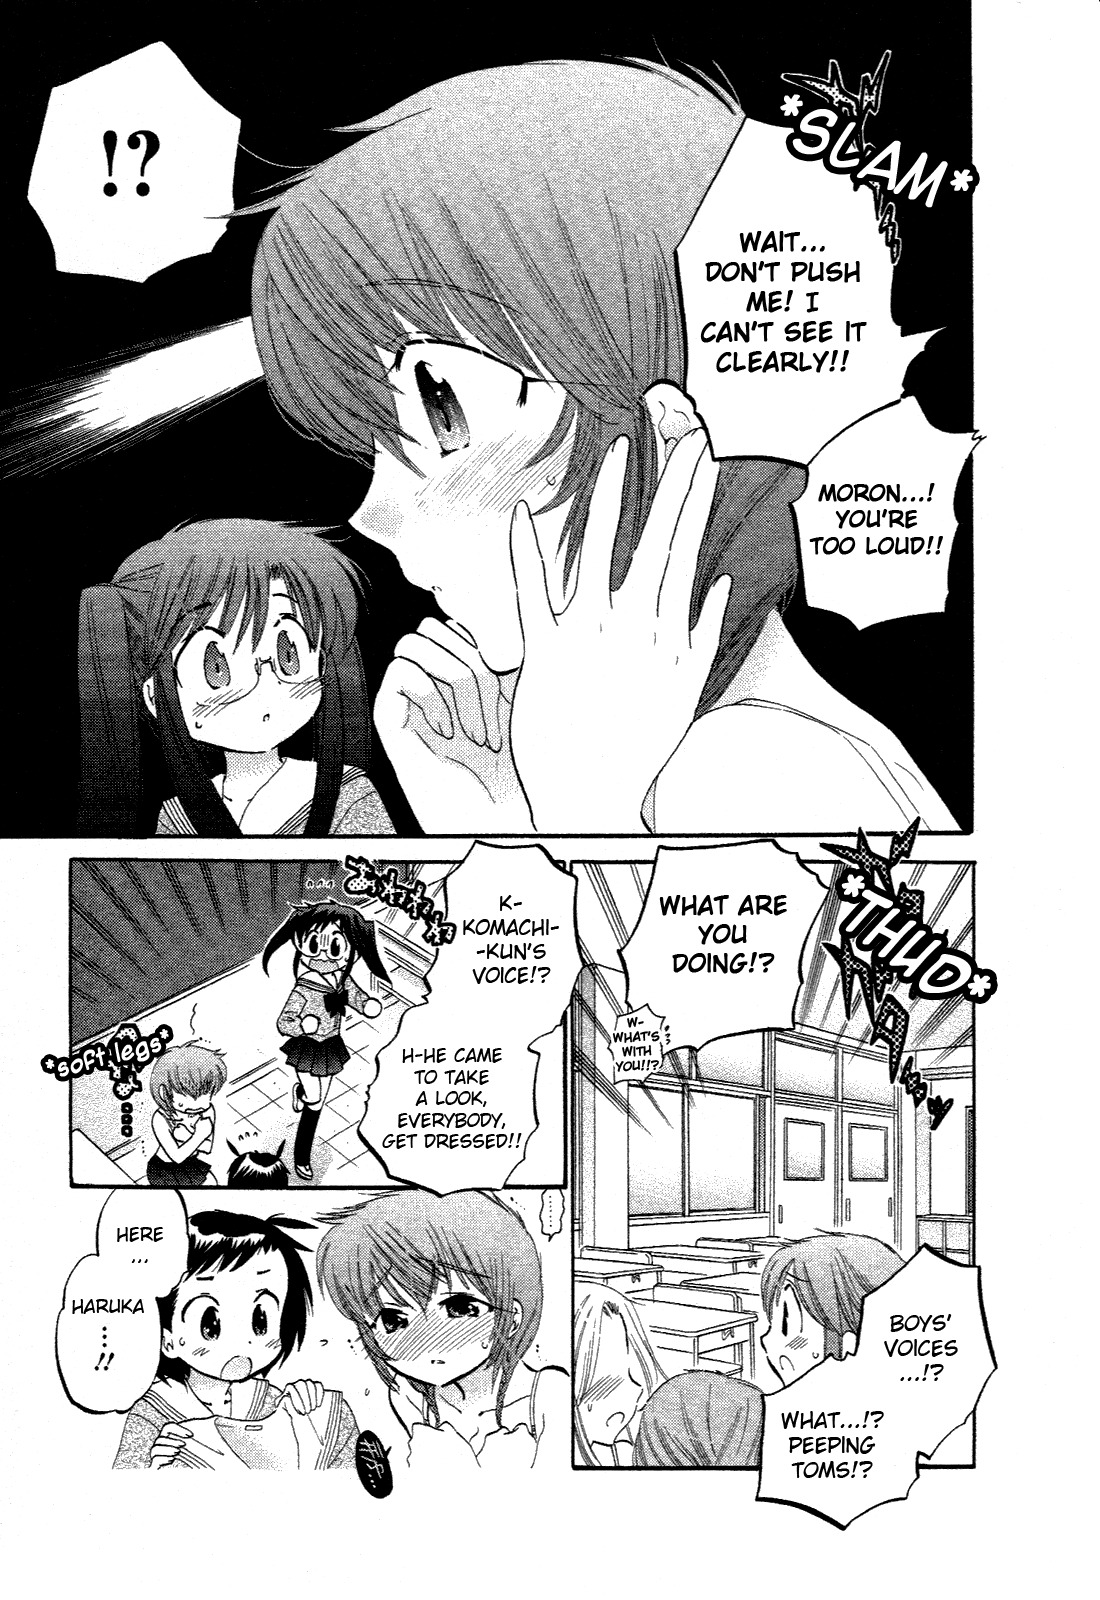 *SLAM*
WAIT...
DON'T PUSH
ME! I
CAN'T SEE IT
CLEARLY!!
MORON...!
YOU'RE
TOO LOUD!!
!?
*THUD*
WHAT ARE
YOU
DOING!?
W-
WHAT'S
WITH
YOU!!?
BOYS'
VOICES
...!?
WHAT...!?
PEEPING
TOMS!?
K-
KOMACHI-
-KUN'S
VOICE!?
H-HE CAME
TO TAKE
A LOOK,
EVERYBODY,
GET DRESSED!!
*soft legs*
HERE
...
HARUKA
......!!